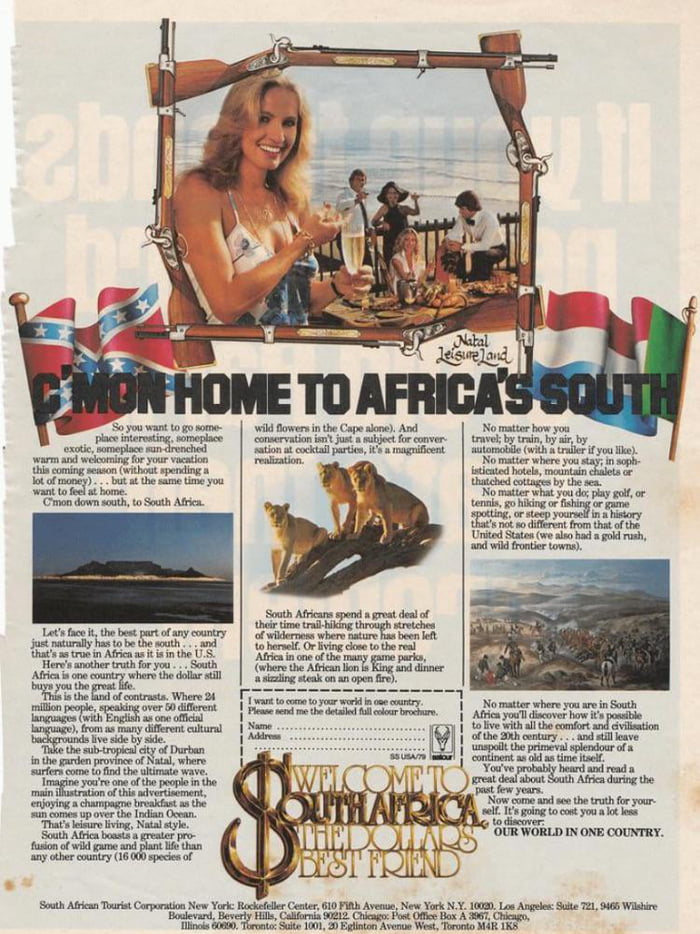 Natal
Leisure Land
C'MON HOME TO AFRICA'S SOUTH
So you want to go some-
place interesting, someplace
exotic, someplace sun-drenched
warm and welcoming for your vacation
this coming season (without spending a
lot of money) . . . but at the same time you
want to feel at home.
C'mon down south, to South Africa.
Let's face it, the best part of any country
just naturally has to be the south . . . and
that's as true in Africa as it is in the U.S.
Here's another truth for you . . . South
Africa is one country where the dollar still
buys you the great life.
This is the land of contrasts. Where 24
million people, speaking over 50 different
languages (with English as one official
language), from as many different cultural
backgrounds live side by side.
Take the sub-tropical city of Durban
in the garden province of Natal, where
surfers come to find the ultimate wave.
Imagine you're one of the people in the
main illustration of this advertisement,
enjoying a champagne breakfast as the
sun comes up over the Indian Ocean.
That's leisure living, Natal style.
South Africa boasts a greater pro-
fusion of wild game and plant life than
any other country (16 000 species of
wild flowers in the Cape alone). And
conservation isn't just a subject for conver-
sation at cocktail parties, it's a magnificent
realization.
South Africans spend a great deal of
their time trail-hiking through stretches
of wilderness where nature has been left
to herself. Or living close to the real
Africa in one of the many game parks,
(where the African lion is King and dinner
a sizzling steak on an open fire).
I want to come to your world in one country.
Please send me the detailed full colour brochure.
Name
Address
SS USA/79
satour
WELCOME TO
SOUTH AFRICA,
THE DOLLARS
BEST FRIEND
No matter how you
travel; by train, by air, by
automobile (with a trailer if you like).
No matter where you stay; in soph-
isticated hotels, mountain chalets or
thatched cottages by the sea.
No matter what you do; play golf, or
tennis, go hiking or fishing or game
spotting, or steep yourself in a history
that's not so different from that of the
United States (we also had a gold rush,
and wild frontier towns).
No matter where you are in South
Africa you'll discover how it's possible
to live with all the comfort and civilisation
of the 20th century . . . and still leave
unspoilt the primeval splendour of a
continent as old as time itself.
You've probably heard and read a
great deal about South Africa during the
past few years.
Now come and see the truth for your-
self. It's going to cost you a lot less
to discover:
OUR WORLD IN ONE COUNTRY.
South African Tourist Corporation New York: Rockefeller Center, 610 Fifth Avenue, New York N.Y. 10020. Los Angeles: Suite 721, 9465 Wilshire
Boulevard, Beverly Hills, California 90212. Chicago: Post Office Box A 3967, Chicago,
Illinois 60690. Toronto: Suite 1001, 20 Eglinton Avenue West, Toronto M4R 1K8